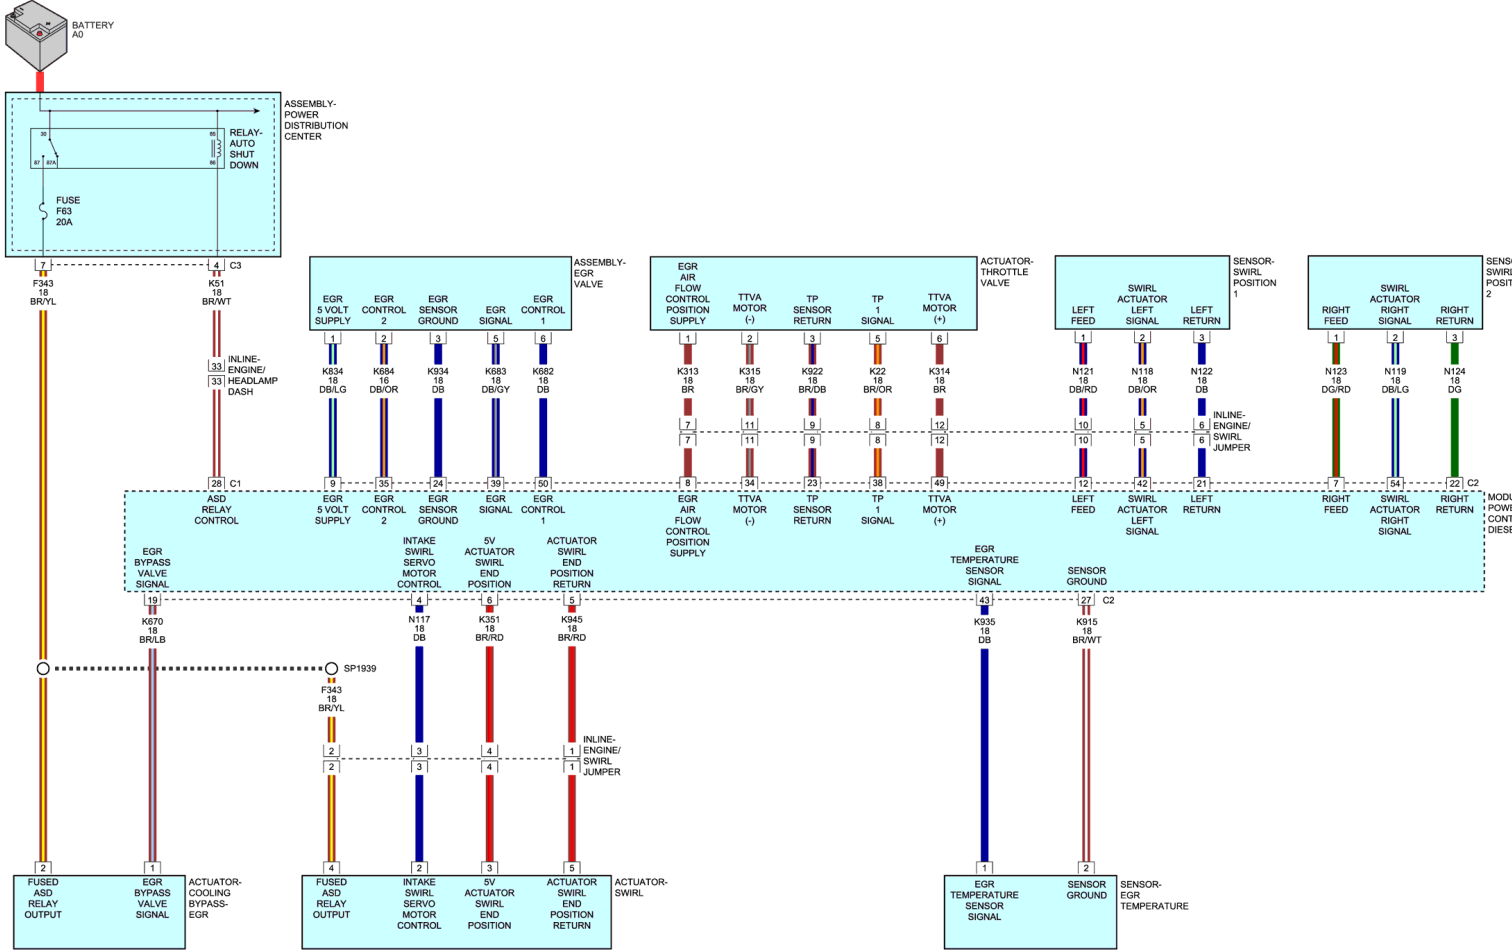 BATTERY
A0
ASSEMBLY-
POWER
DISTRIBUTION
CENTER
30
85
RELAY-
AUTO
SHUT
DOWN
87
87A
86
FUSE
F63
20A
7
4
C3
F343
18
BR/YL
K51
18
BR/WT
33
33
INLINE-
ENGINE/
HEADLAMP
DASH
28
C1
ASSEMBLY-
EGR
VALVE
EGR
5 VOLT
SUPPLY
EGR
CONTROL
2
EGR
SENSOR
GROUND
EGR
SIGNAL
EGR
CONTROL
1
1
2
3
5
6
K834
18
DB/LG
K684
16
DB/OR
K934
18
DB
K683
18
DB/GY
K682
18
DB
9
35
24
39
50
ACTUATOR-
THROTTLE
VALVE
EGR
AIR
FLOW
CONTROL
POSITION
SUPPLY
TTVA
MOTOR
(-)
TP
SENSOR
RETURN
TP
1
SIGNAL
TTVA
MOTOR
(+)
1
2
3
5
6
K313
18
BR
K315
18
BR/GY
K922
18
BR/DB
K22
18
BR/OR
K314
18
BR
7
11
9
8
12
7
11
9
8
12
8
34
23
38
49
SENSOR-
SWIRL
POSITION
1
LEFT
FEED
SWIRL
ACTUATOR
LEFT
SIGNAL
LEFT
RETURN
1
2
3
N121
18
DB/RD
N118
18
DB/OR
N122
18
DB
10
5
6
10
5
6
INLINE-
ENGINE/
SWIRL
JUMPER
12
42
21
RIGHT
FEED
SWIRL
ACTUATOR
RIGHT
SIGNAL
RIGHT
RETURN
2
1
2
3
N123
18
DG/RD
N119
18
DB/LG
N124
18
DG
7
54
22
C2
ASD
RELAY
CONTROL
EGR
5 VOLT
SUPPLY
EGR
CONTROL
2
EGR
SENSOR
GROUND
EGR
SIGNAL
EGR
CONTROL
1
EGR
AIR
FLOW
CONTROL
POSITION
SUPPLY
TTVA
MOTOR
(-)
TP
SENSOR
RETURN
TP
1
SIGNAL
TTVA
MOTOR
(+)
LEFT
FEED
SWIRL
ACTUATOR
LEFT
SIGNAL
LEFT
RETURN
RIGHT
FEED
SWIRL
ACTUATOR
RIGHT
SIGNAL
RIGHT
RETURN
EGR
BYPASS
VALVE
SIGNAL
INTAKE
SWIRL
SERVO
MOTOR
CONTROL
5V
ACTUATOR
SWIRL
END
POSITION
ACTUATOR
SWIRL
END
POSITION
RETURN
EGR
TEMPERATURE
SENSOR
SIGNAL
SENSOR
GROUND
19
4
6
5
43
27
C2
K670
18
BR/LB
N117
18
DB
K351
18
BR/RD
K945
18
BR/RD
K935
18
DB
K915
18
BR/WT
SP1939
F343
18
BR/YL
2
3
4
1
2
3
4
1
INLINE-
ENGINE/
SWIRL
JUMPER
2
1
FUSED
ASD
RELAY
OUTPUT
EGR
BYPASS
VALVE
SIGNAL
ACTUATOR-
COOLING
BYPASS-
EGR
4
2
3
5
FUSED
ASD
RELAY
OUTPUT
INTAKE
SWIRL
SERVO
MOTOR
CONTROL
5V
ACTUATOR
SWIRL
END
POSITION
ACTUATOR
SWIRL
END
POSITION
RETURN
ACTUATOR-
SWIRL
1
2
EGR
TEMPERATURE
SENSOR
SIGNAL
SENSOR
GROUND
SENSOR-
EGR
TEMPERATURE